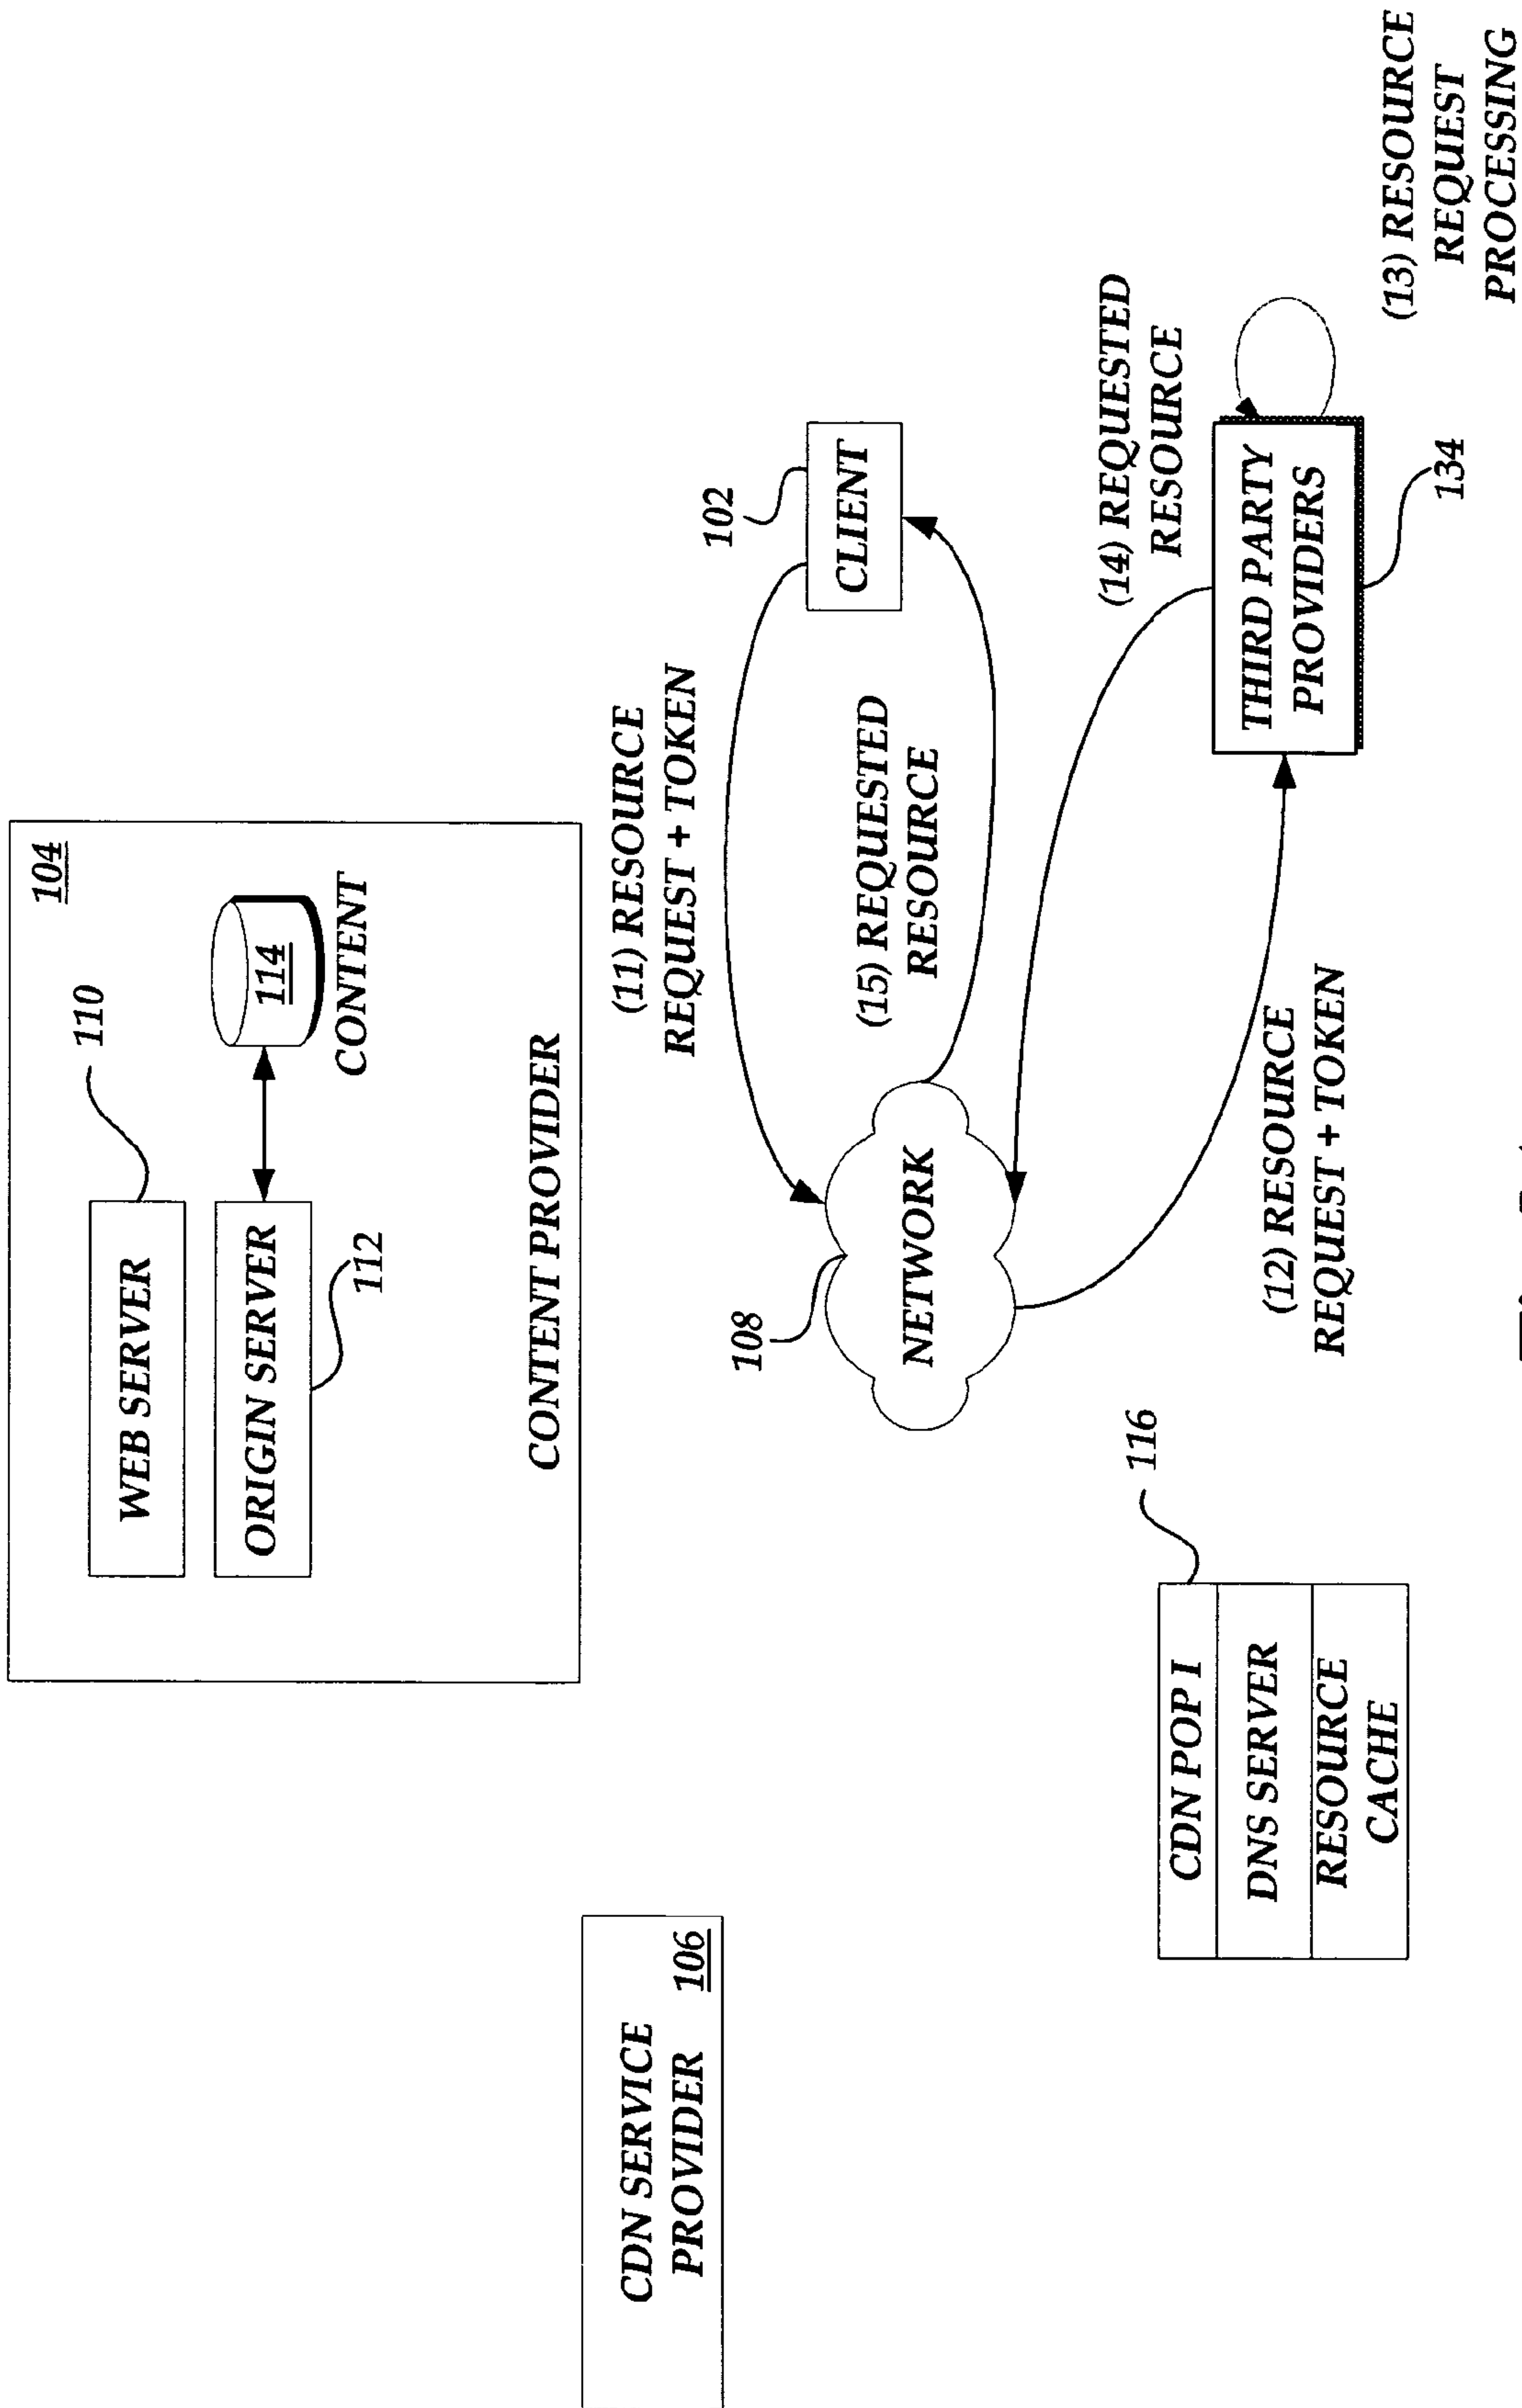 104
110
WEB SERVER
ORIGIN SERVER
112
114
CONTENT
CONTENT PROVIDER
CDN SERVICE
PROVIDER 106
(11) RESOURCE
REQUEST + TOKEN
102
CLIENT
108
NETWORK
(15) REQUESTED
RESOURCE
(14) REQUESTED
RESOURCE
116
CDN POP I
DNS SERVER
RESOURCE
CACHE
(12) RESOURCE
REQUEST + TOKEN
THIRD PARTY
PROVIDERS
134
(13) RESOURCE
REQUEST
PROCESSING